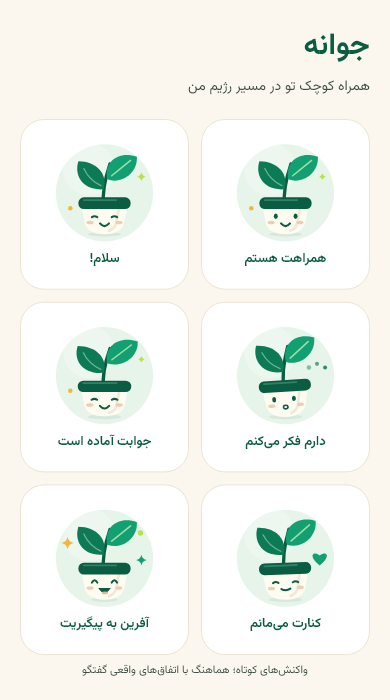 جوانه
همراه کوچک تو در مسیر رژیم من
همراهت هستم
سلام!
دارم فکر می‌کنم
جوابت آماده است
کنارت می‌مانم
آفرین به پیگیریت
واکنش‌های کوتاه؛ هماهنگ با اتفاق‌های واقعی گفتگو